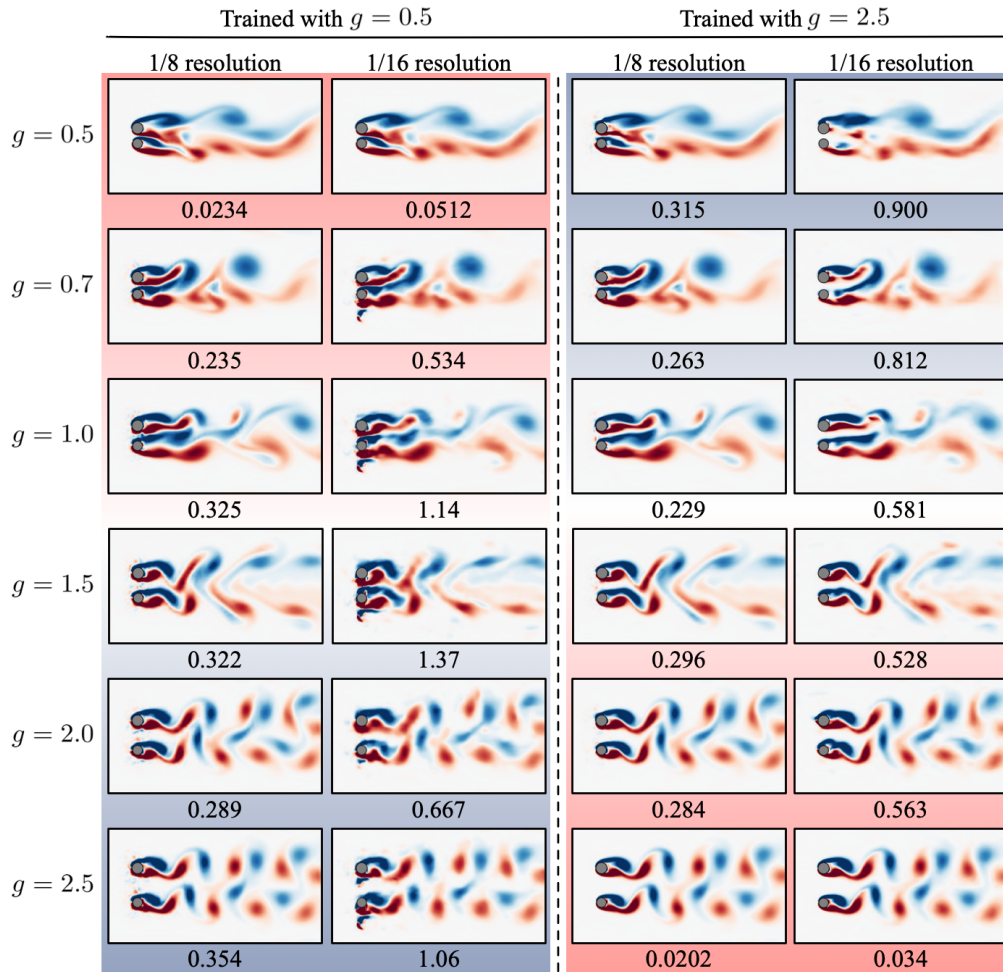 Trained with g = 0.5 Trained with g = 2.5
1/8 resolution 1/16 resolution 1/8 resolution 1/16 resolution
g = 0.5
0.0234 0.0512 0.315 0.900
g = 0.7
0.235 0.534 0.263 0.812
g = 1.0
0.325 1.14 0.229 0.581
g = 1.5
0.322 1.37 0.296 0.528
g = 2.0
0.289 0.667 0.284 0.563
g = 2.5
0.354 1.06 0.0202 0.034